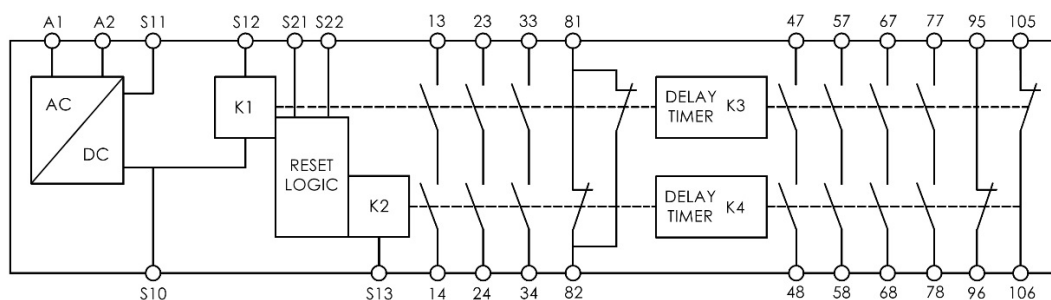 A1 A2 S11 S12 S21 S22 13 23 33 81 47 57 67 77 95 105
AC
DC
K1
RESET
LOGIC
K2
DELAY
TIMER K3
DELAY
TIMER K4
S10 S13 14 24 34 82 48 58 68 78 96 106